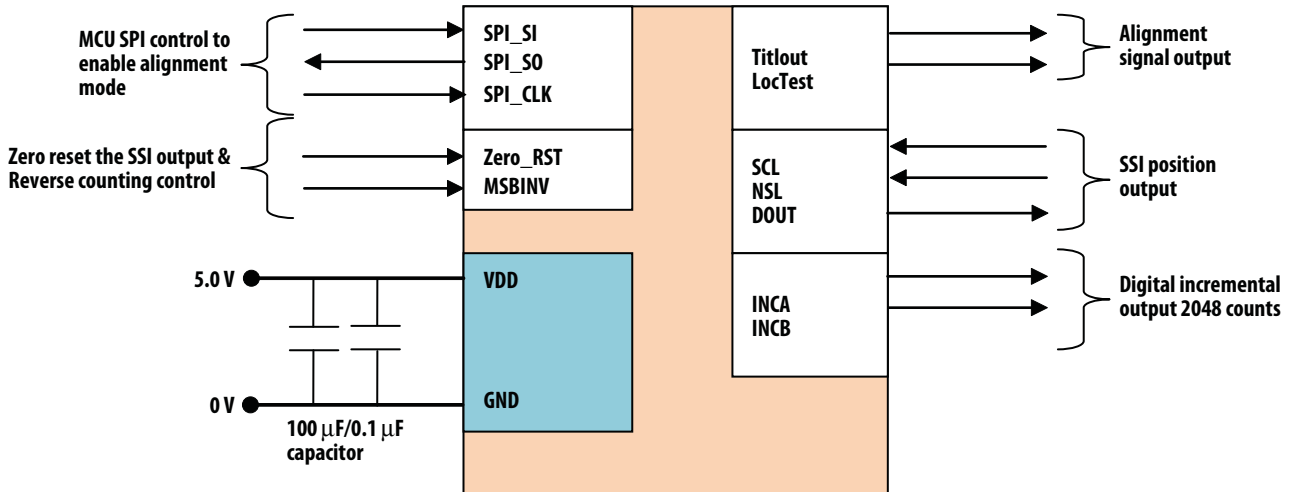 MCU SPI control to
enable alignment
mode
Zero reset the SSI output &
Reverse counting control
5.0 V
0 V
100 μF/0.1 μF
capacitor
SPI_SI
SPI_SO
SPI_CLK
Zero_RST
MSBINV
VDD
GND
Titlout
LocTest
SCL
NSL
DOUT
INCA
INCB
Alignment
signal output
SSI position
output
Digital incremental
output 2048 counts